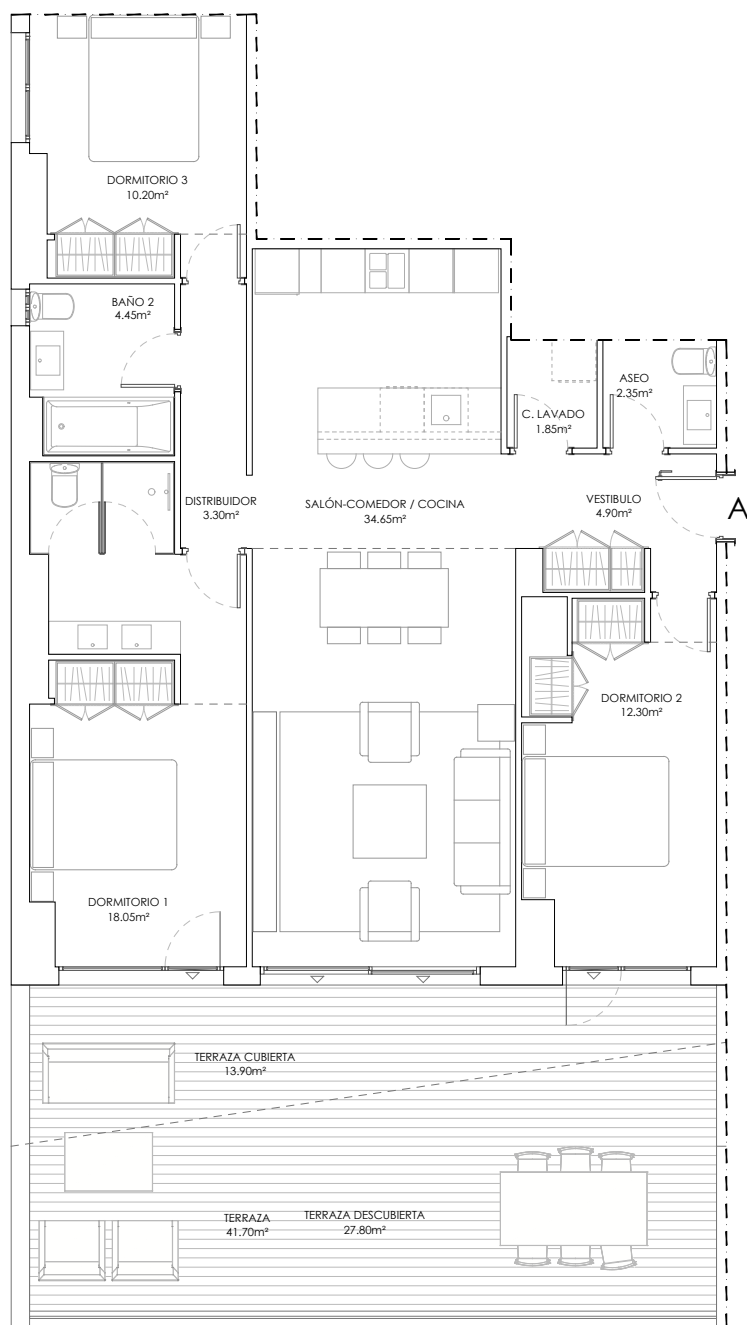 DORMITORIO 3
10.20m²
BAÑO 2
4.45m²
ASEO
2.35m²
C. LAVADO
1.85m²
DISTRIBUIDOR
3.30m²
SALÓN-COMEDOR / COCINA
34.65m²
VESTIBULO
4.90m²
A
DORMITORIO 2
12.30m²
DORMITORIO 1
18.05m²
TERRAZA CUBIERTA
13.90m²
TERRAZA
41.70m²
TERRAZA DESCUBIERTA
27.80m²